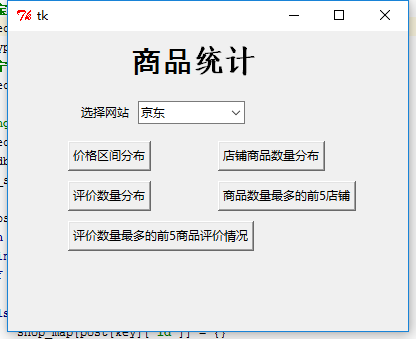 tk
商品统计
选择网站 京东
价格区间分布 店铺商品数量分布
评价数量分布 商品数量最多的前5店铺
评价数量最多的前5商品评价情况
shop_map[post[key]['id']] = {}